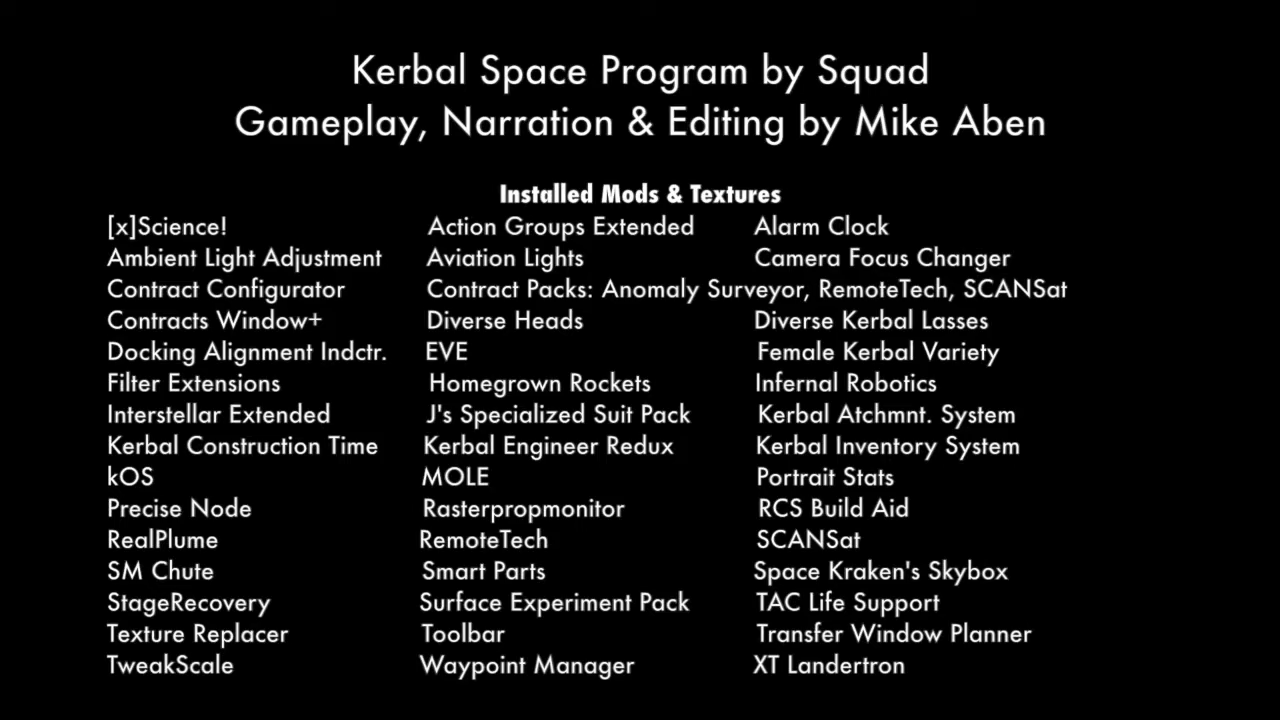 Kerbal Space Program by Squad
Gameplay, Narration & Editing by Mike Aben
Installed Mods & Textures
[x]Science! Action Groups Extended Alarm Clock
Ambient Light Adjustment Aviation Lights Camera Focus Changer
Contract Configurator Contract Packs: Anomaly Surveyor, RemoteTech, SCANSat
Contracts Window+ Diverse Heads Diverse Kerbal Lasses
Docking Alignment Indctr. EVE Female Kerbal Variety
Filter Extensions Homegrown Rockets Infernal Robotics
Interstellar Extended J's Specialized Suit Pack Kerbal Atchmnt. System
Kerbal Construction Time Kerbal Engineer Redux Kerbal Inventory System
kOS MOLE Portrait Stats
Precise Node Rasterpropmonitor RCS Build Aid
RealPlume RemoteTech SCANSat
SM Chute Smart Parts Space Kraken's Skybox
StageRecovery Surface Experiment Pack TAC Life Support
Texture Replacer Toolbar Transfer Window Planner
TweakScale Waypoint Manager XT Landertron